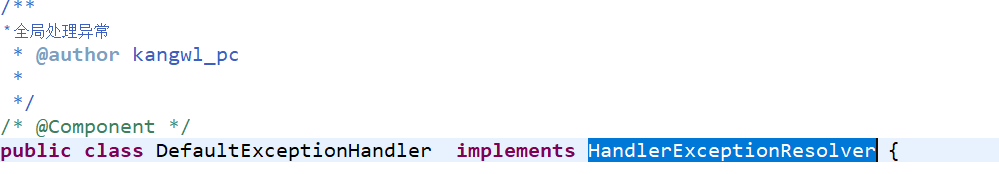 /**
* 全局处理异常
* @author kangwl_pc
*
*/
/* @Component */
public class DefaultExceptionHandler  implements HandlerExceptionResolver {